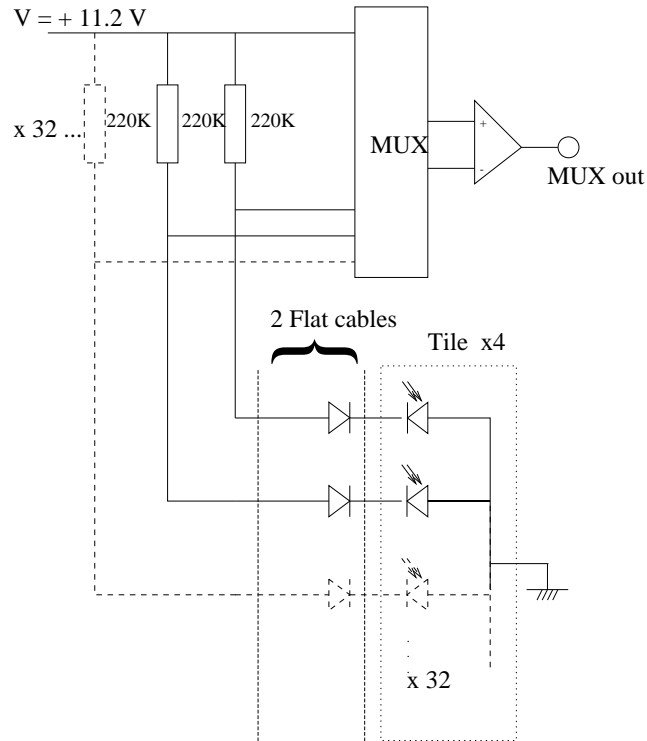 V = + 11.2 V
x 32 ...
220K
220K
220K
MUX
+
-
MUX out
2 Flat cables
Tile x4
x 32